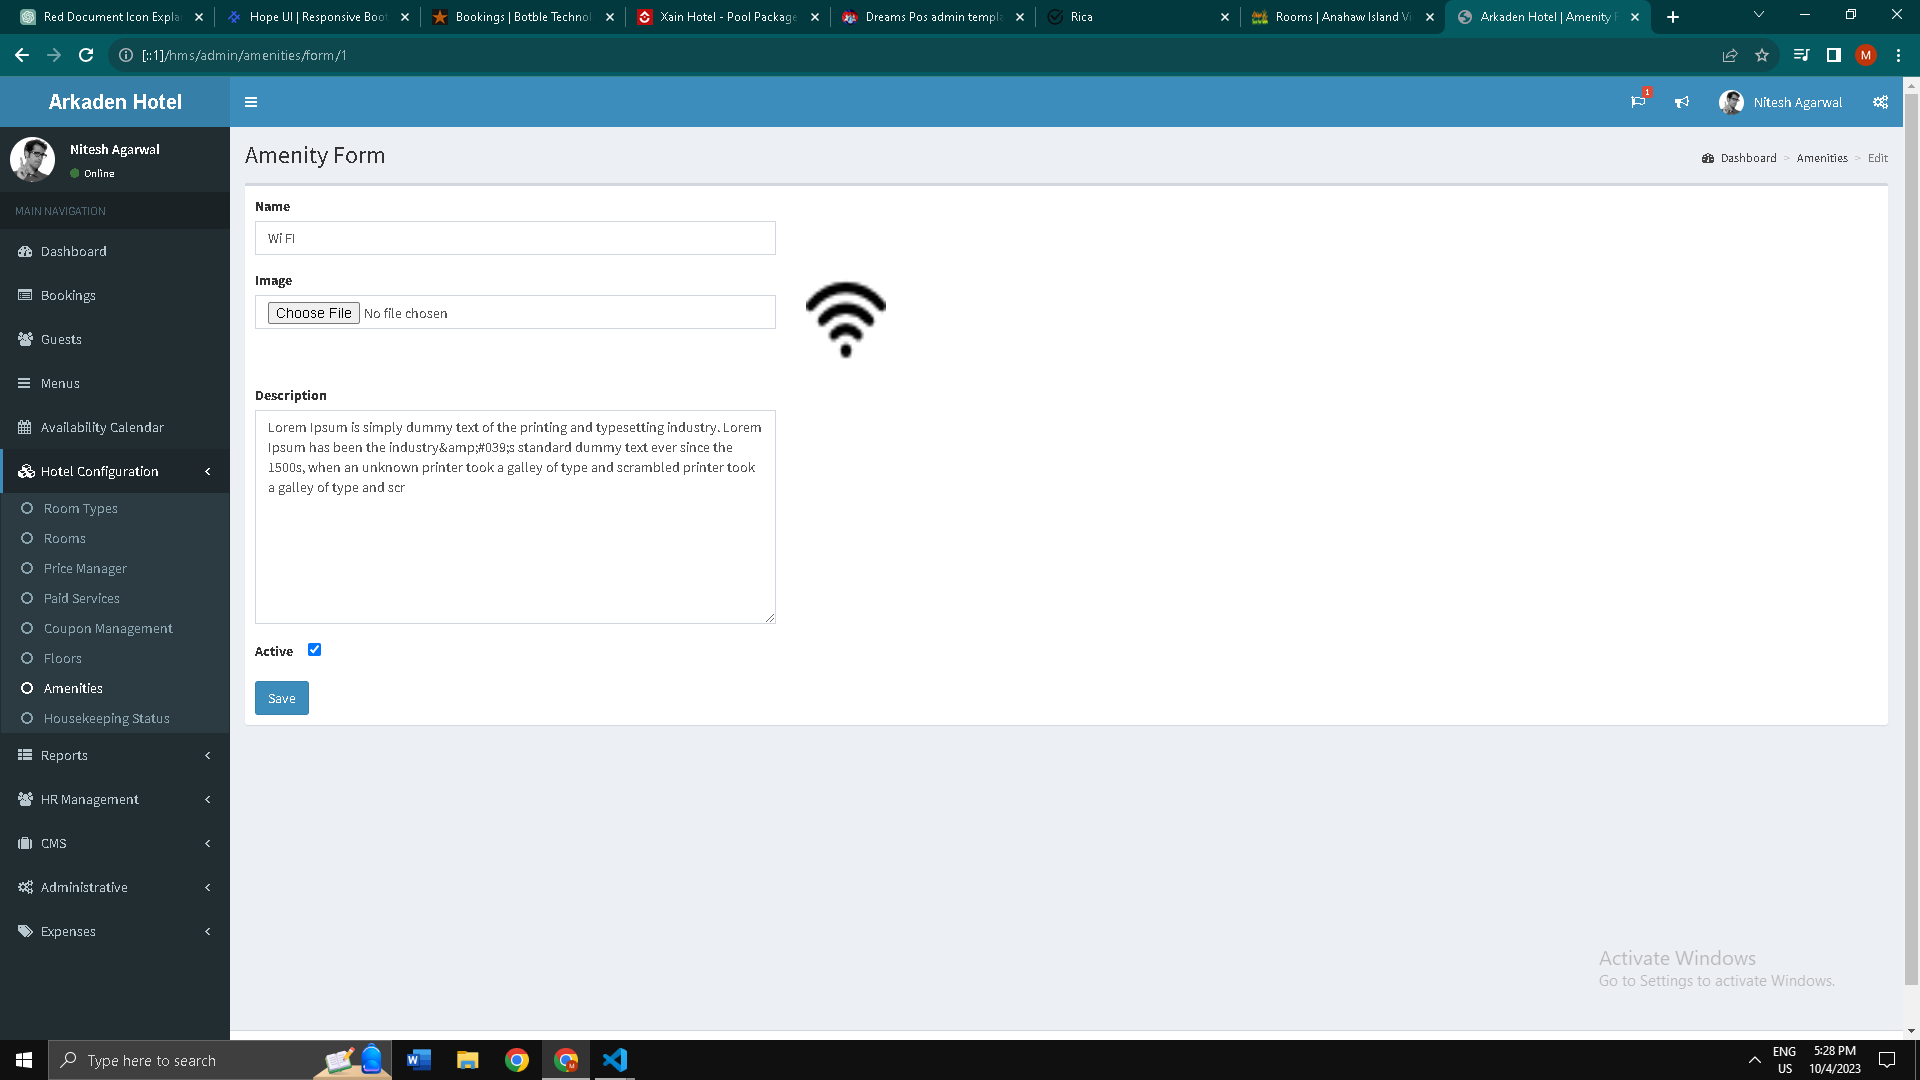 Red Document Icon Expla
Hope UI | Responsive Boot
Bookings | Botble Technol
Xain Hotel - Pool Package
Dreams Pos admin templa
Rica
Rooms | Anahaw Island Vi
Arkaden Hotel | Amenity F
[::1]/hms/admin/amenities/form/1
M
Arkaden Hotel
1
Nitesh Agarwal
Nitesh Agarwal
Online
Amenity Form
Dashboard > Amenities > Edit
MAIN NAVIGATION
Dashboard
Bookings
Guests
Menus
Availability Calendar
Hotel Configuration
Room Types
Rooms
Price Manager
Paid Services
Coupon Management
Floors
Amenities
Housekeeping Status
Reports
HR Management
CMS
Administrative
Expenses
Name
Wi FI
Image
Choose File No file chosen
Description
Lorem Ipsum is simply dummy text of the printing and typesetting industry. Lorem
Ipsum has been the industry&amp;#039;s standard dummy text ever since the
1500s, when an unknown printer took a galley of type and scrambled printer took
a galley of type and scr
Active
Save
Activate Windows
Go to Settings to activate Windows.
Type here to search
ENG
US
5:28 PM
10/4/2023